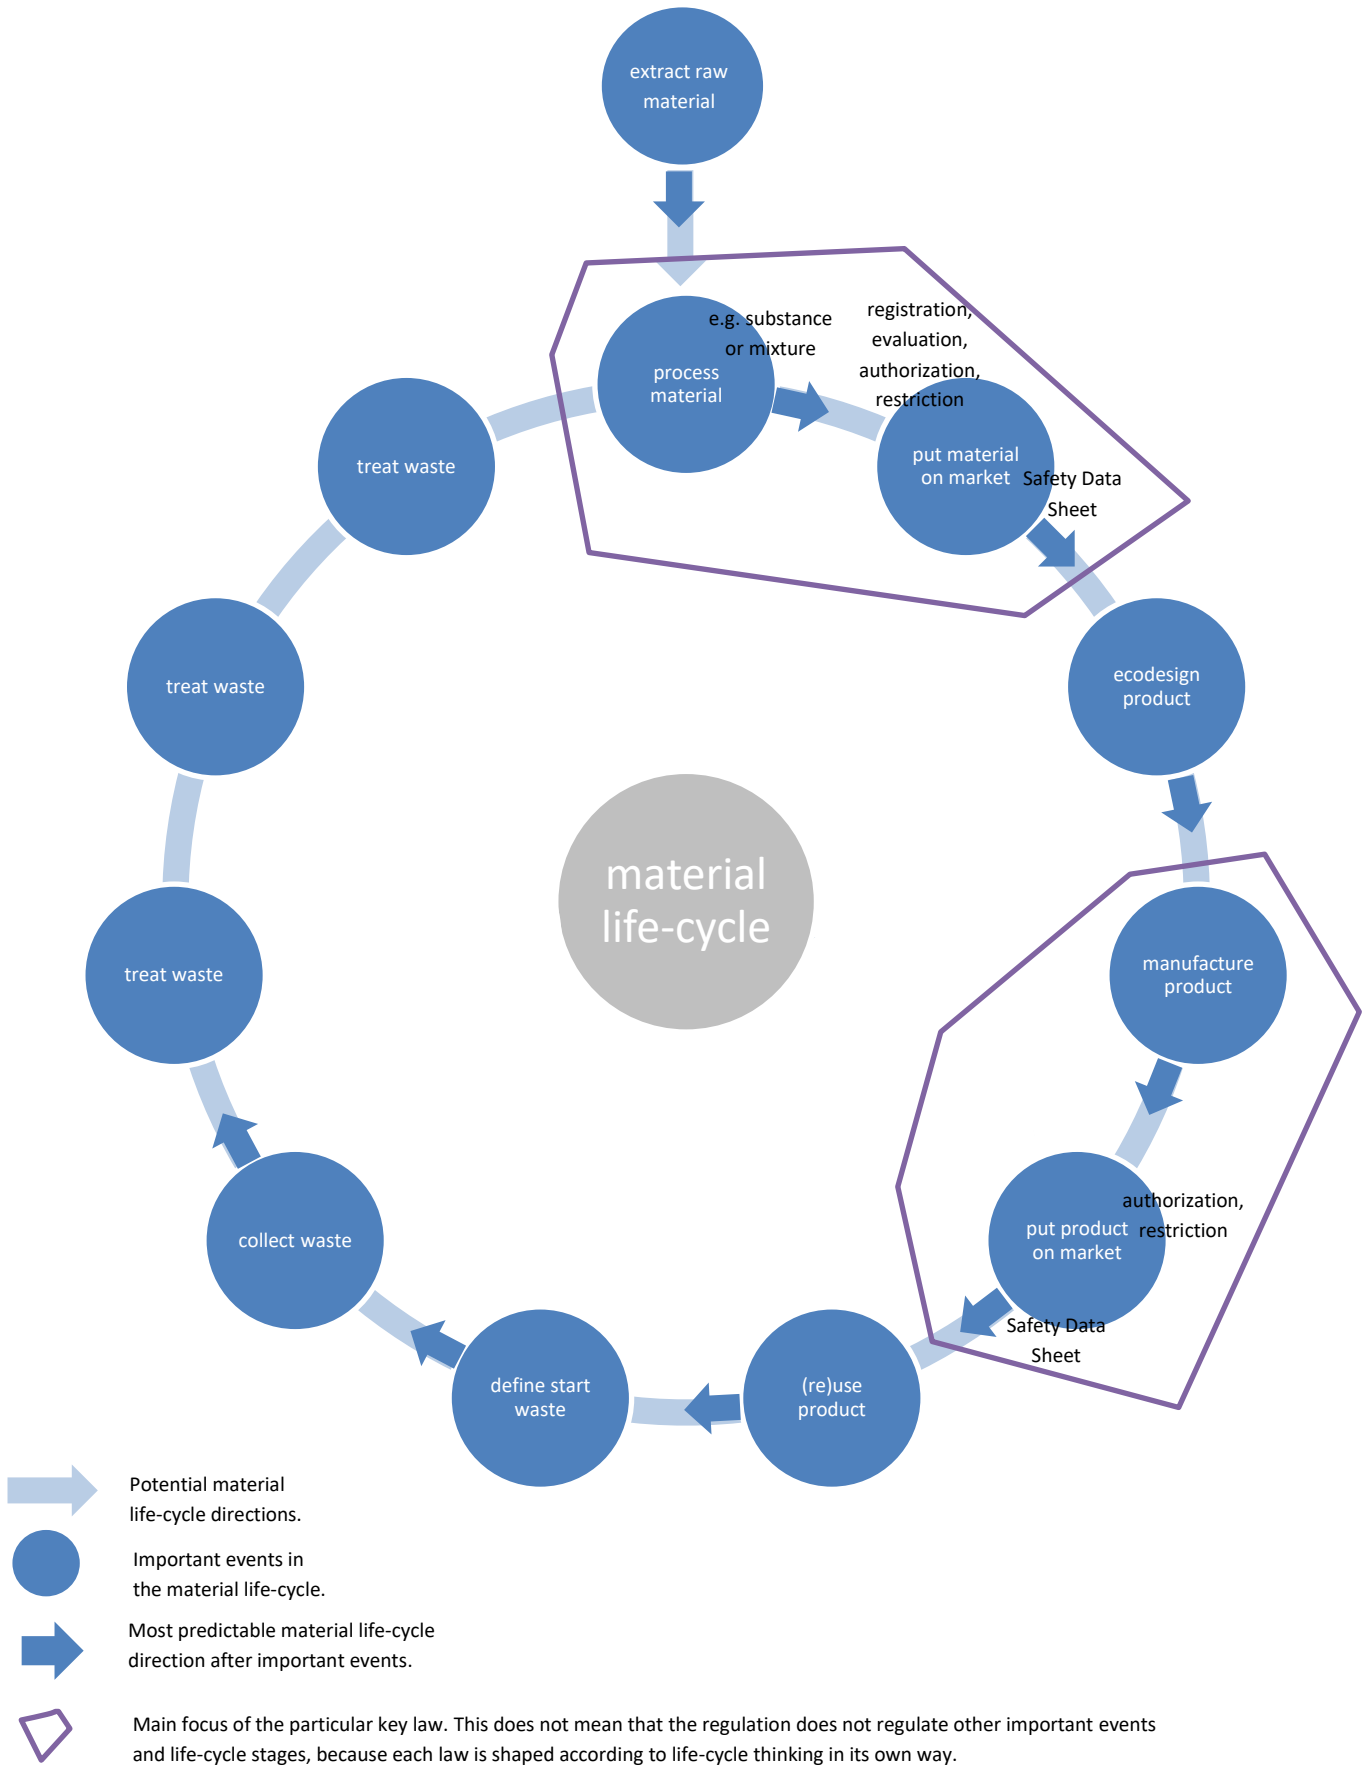 extract raw
material
e.g. substance
or mixture
registration,
evaluation,
authorization,
restriction
process
material
put material
on market
Safety Data
Sheet
treat waste
treat waste
ecodesign
product
material
life-cycle
treat waste
manufacture
product
authorization,
restriction
put product
on market
collect waste
Safety Data
Sheet
define start
waste
(re)use
product
Potential material
life-cycle directions.
Important events in
the material life-cycle.
Most predictable material life-cycle
direction after important events.
Main focus of the particular key law. This does not mean that the regulation does not regulate other important events
and life-cycle stages, because each law is shaped according to life-cycle thinking in its own way.